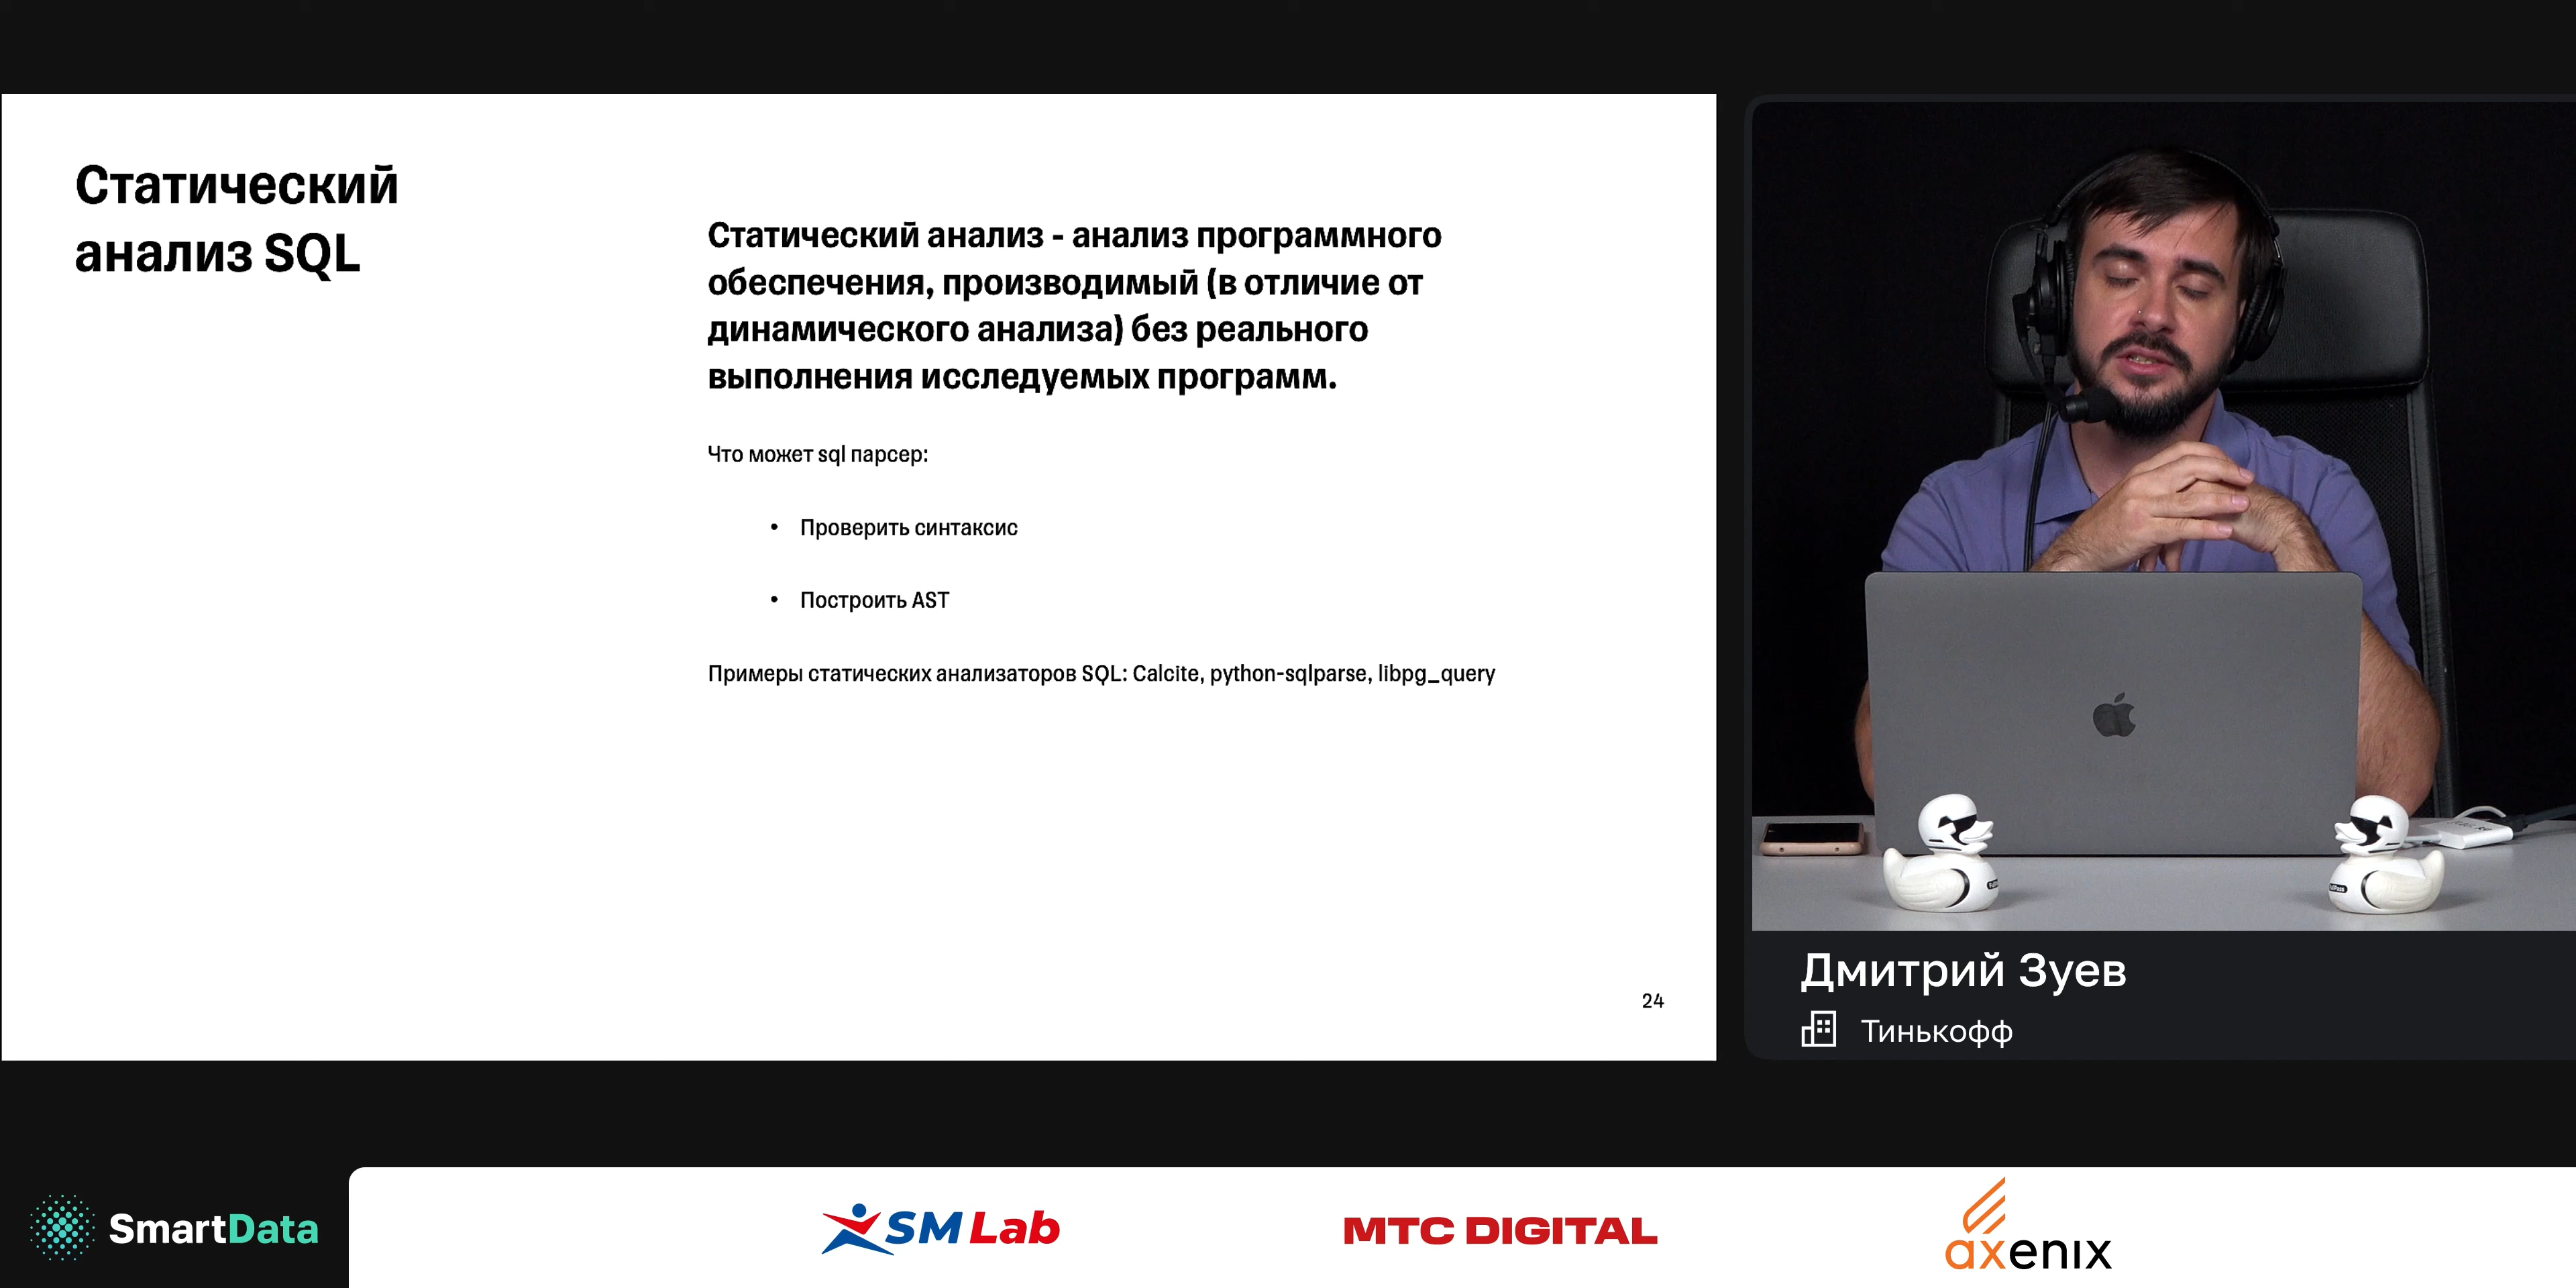 Статический
анализ SQL
Статический анализ - анализ программного
обеспечения, производимый (в отличие от
динамического анализа) без реального
выполнения исследуемых программ.
Что может sql парсер:
• Проверить синтаксис
• Построить AST
Примеры статических анализаторов SQL: Calcite, python-sqlparse, libpg_query
24
Дмитрий Зуев
Тинькофф
SmartData
SM Lab
МТС DIGITAL
axenix